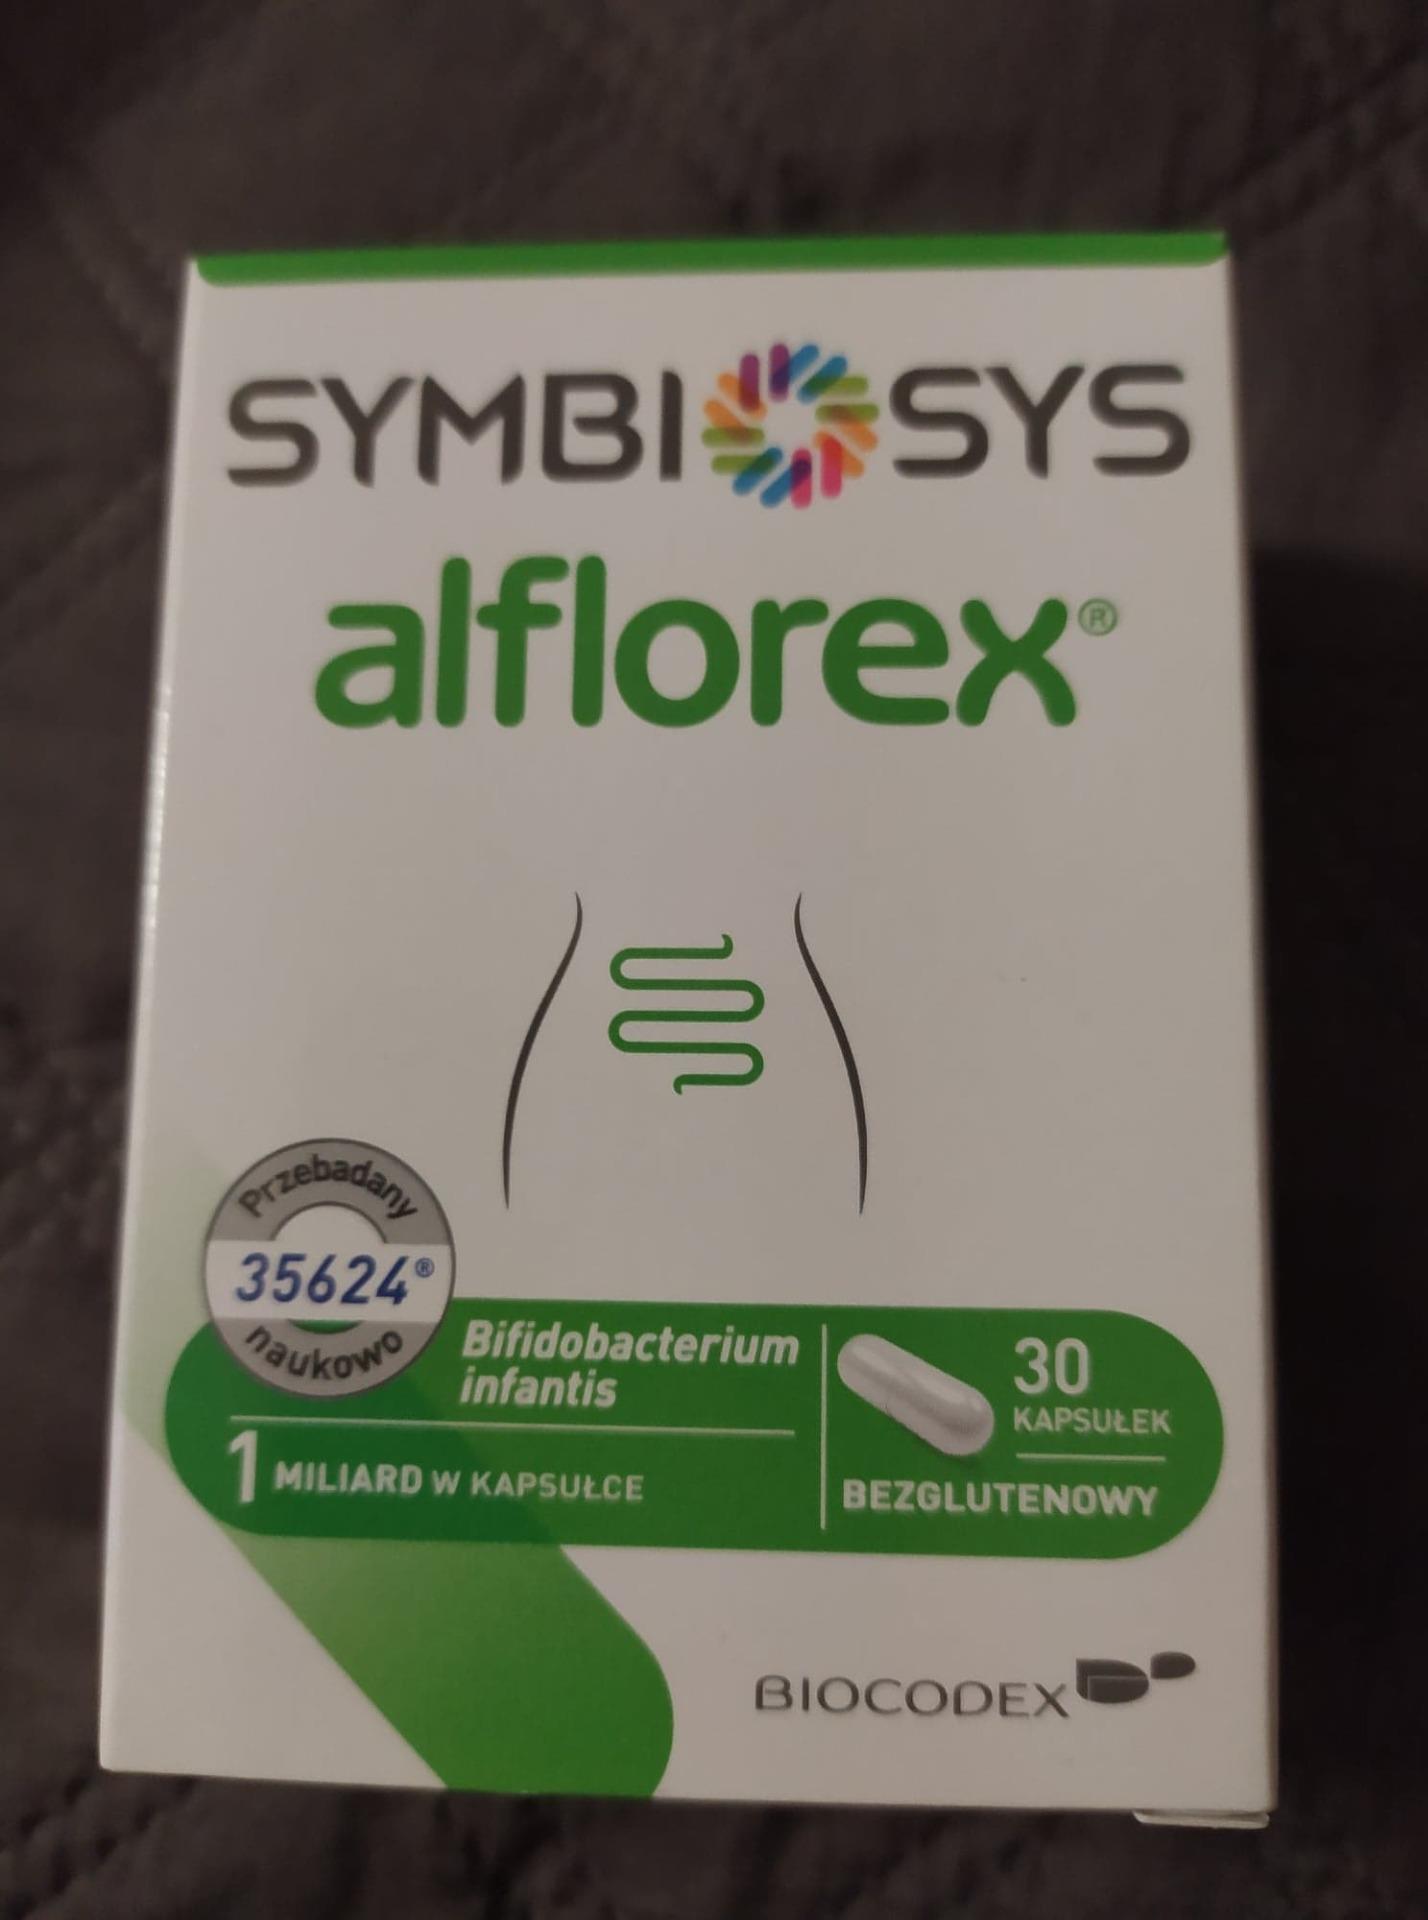 SYMBIOSYS
alflorex®
Przebadany
35624®
naukowo
Bifidobacterium
infantis
1 MILIARD W KAPSUŁCE
30
KAPSUŁEK
BEZGLUTENOWY
BIOCODEX